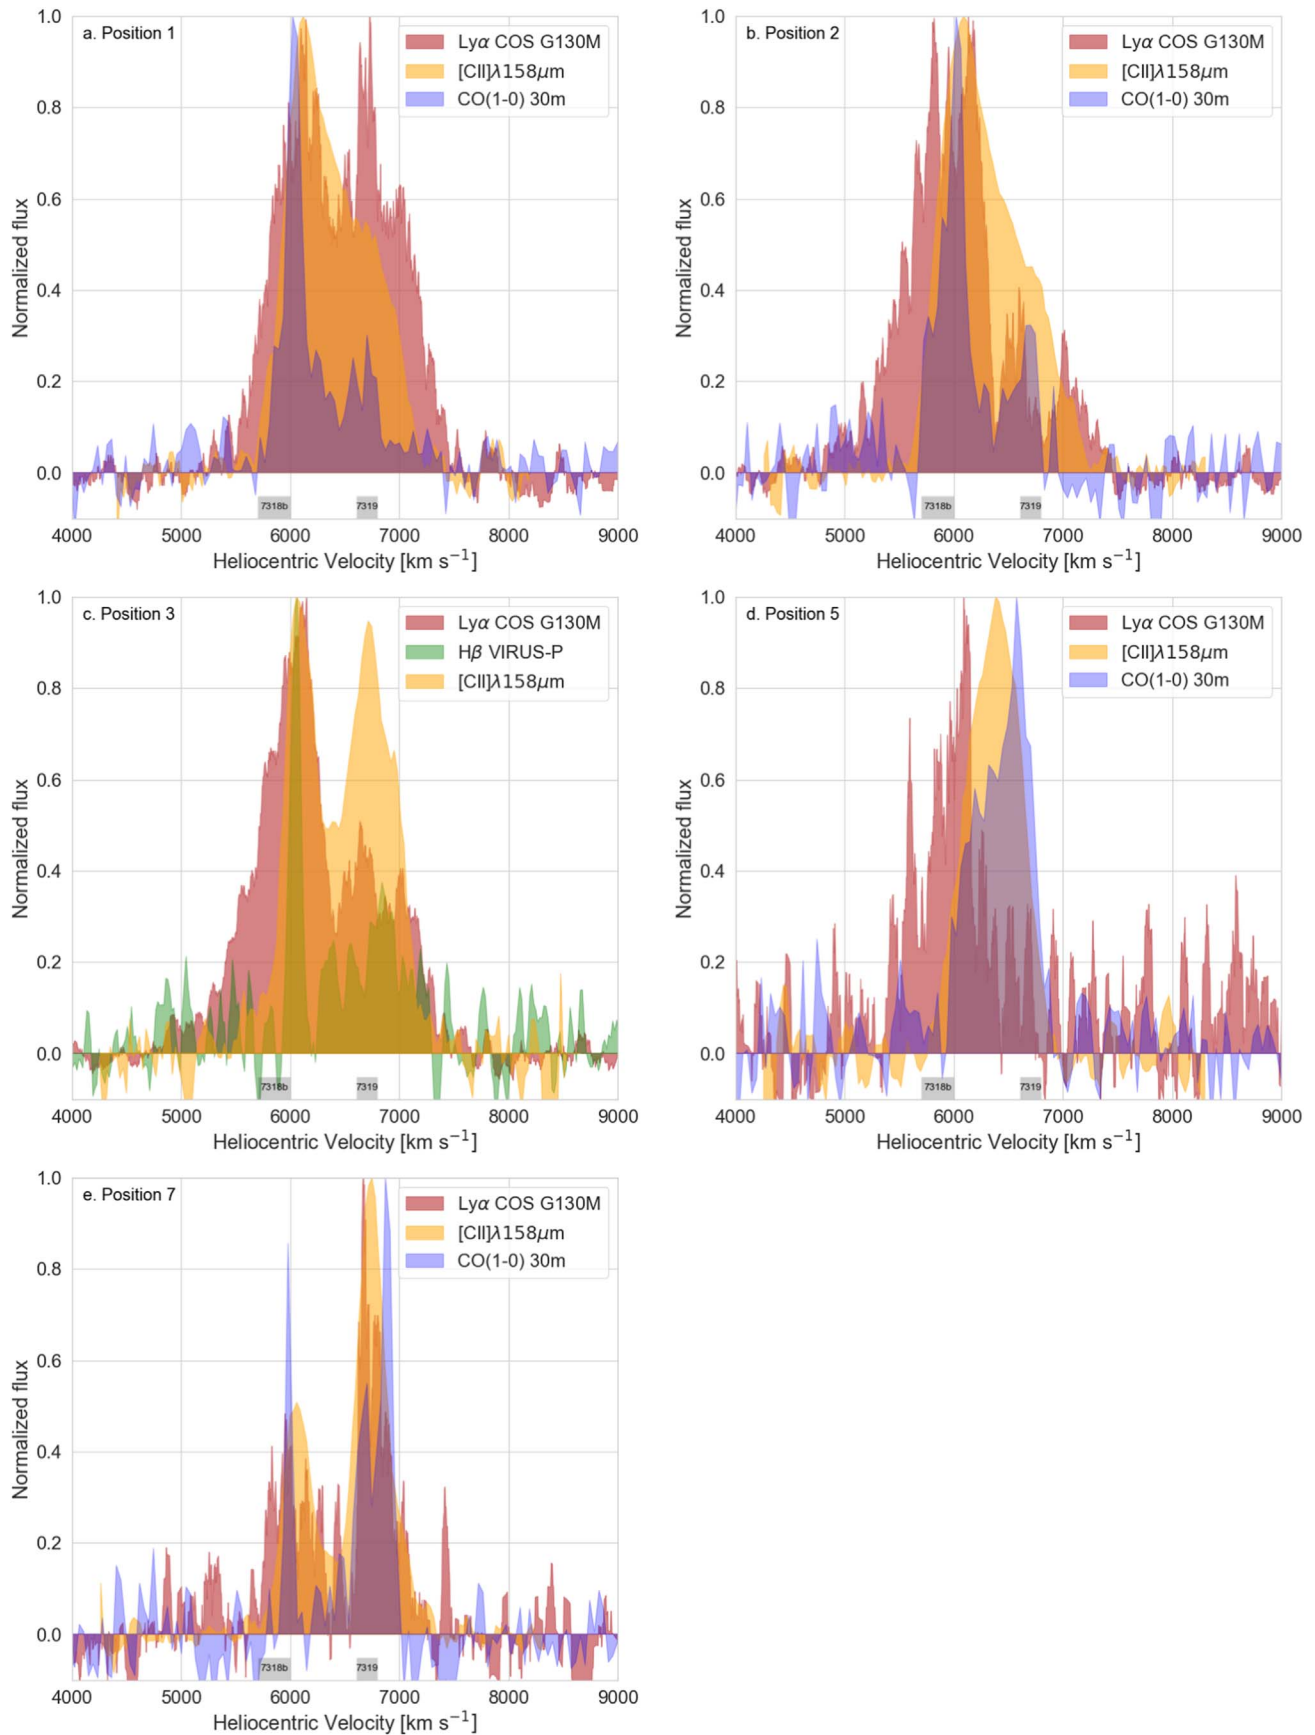 a. Position 1
Lyα COS G130M
[CII]λ158μm
CO(1-0) 30m
Normalized flux
1.0
0.8
0.6
0.4
0.2
0.0
7318b
7319
4000 5000 6000 7000 8000 9000
Heliocentric Velocity [km s⁻¹]
b. Position 2
Lyα COS G130M
[CII]λ158μm
CO(1-0) 30m
Normalized flux
1.0
0.8
0.6
0.4
0.2
0.0
7318b
7319
4000 5000 6000 7000 8000 9000
Heliocentric Velocity [km s⁻¹]
c. Position 3
Lyα COS G130M
Hβ VIRUS-P
[CII]λ158μm
Normalized flux
1.0
0.8
0.6
0.4
0.2
0.0
7318b
7319
4000 5000 6000 7000 8000 9000
Heliocentric Velocity [km s⁻¹]
d. Position 5
Lyα COS G130M
[CII]λ158μm
CO(1-0) 30m
Normalized flux
1.0
0.8
0.6
0.4
0.2
0.0
7318b
7319
4000 5000 6000 7000 8000 9000
Heliocentric Velocity [km s⁻¹]
e. Position 7
Lyα COS G130M
[CII]λ158μm
CO(1-0) 30m
Normalized flux
1.0
0.8
0.6
0.4
0.2
0.0
7318b
7319
4000 5000 6000 7000 8000 9000
Heliocentric Velocity [km s⁻¹]